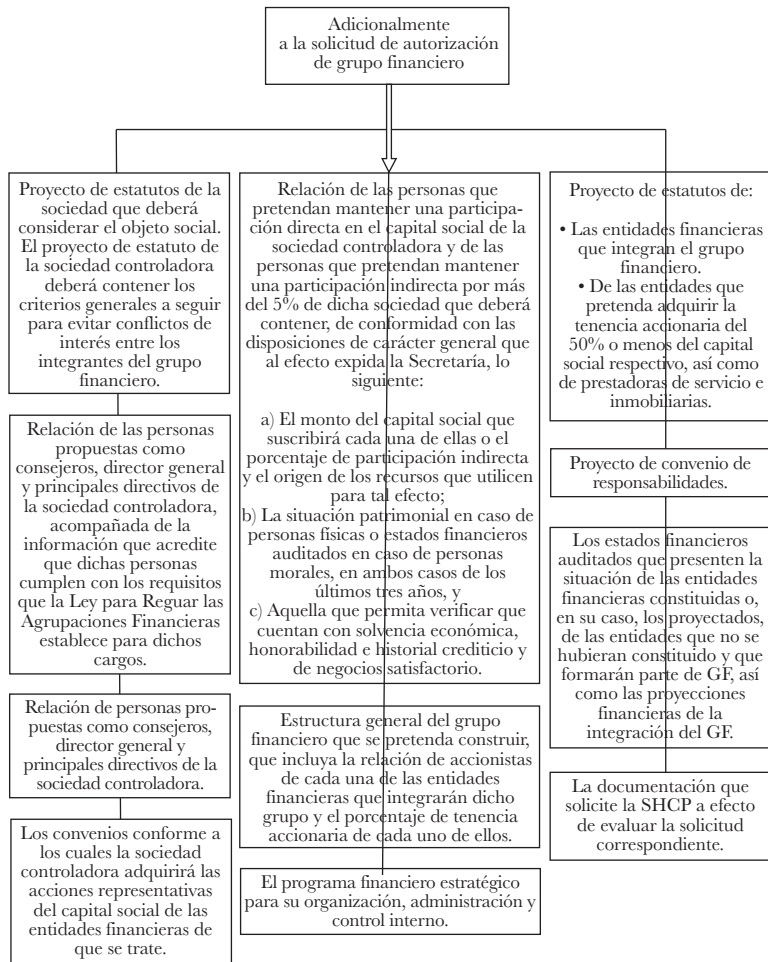 Adicionalmente
a la solicitud de autorización
de grupo financiero
Proyecto de estatutos de la
sociedad que deberá
considerar el objeto social.
El proyecto de estatuto de
la sociedad controladora
deberá contener los
criterios generales a seguir
para evitar conflictos de
interés entre los
integrantes del grupo
financiero.
Relación de las personas
propuestas como
consejeros, director general
y principales directivos de
la sociedad controladora,
acompañada de la
información que acredite
que dichas personas
cumplen con los requisitos
que la Ley para Reguar las
Agrupaciones Financieras
establece para dichos
cargos.
Relación de personas pro-
puestas como consejeros,
director general y
principales directivos de la
sociedad controladora.
Los convenios conforme a
los cuales la sociedad
controladora adquirirá las
acciones representativas
del capital social de las
entidades financieras de
que se trate.
Relación de las personas que
pretendan mantener una participa-
ción directa en el capital social de la
sociedad controladora y de las
personas que pretendan mantener
una participación indirecta por más
del 5% de dicha sociedad que deberá
contener, de conformidad con las
disposiciones de carácter general que
al efecto expida la Secretaría, lo
siguiente:
a) El monto del capital social que
suscribirá cada una de ellas o el
porcentaje de participación indirecta
y el origen de los recursos que utilicen
para tal efecto;
b) La situación patrimonial en caso de
personas físicas o estados financieros
auditados en caso de personas
morales, en ambos casos de los
últimos tres años, y
c) Aquella que permita verificar que
cuentan con solvencia económica,
honorabilidad e historial crediticio y
de negocios satisfactorio.
Estructura general del grupo
financiero que se pretenda construir,
que incluya la relación de accionistas
de cada una de las entidades
financieras que integrarán dicho
grupo y el porcentaje de tenencia
accionaria de cada uno de ellos.
El programa financiero estratégico
para su organización, administración y
control interno.
Proyecto de estatutos de:
• Las entidades financieras
que integran el grupo
financiero.
• De las entidades que
pretenda adquirir la
tenencia accionaria del
50% o menos del capital
social respectivo, así como
de prestadoras de servicio e
inmobiliarias.
Proyecto de convenio de
responsabilidades.
Los estados financieros
auditados que presenten la
situación de las entidades
financieras constituidas o,
en su caso, los proyectados,
de las entidades que no se
hubieran constituido y que
formarán parte de GF, así
como las proyecciones
financieras de la
integración del GF.
La documentación que
solicite la SHCP a efecto
de evaluar la solicitud
correspondiente.